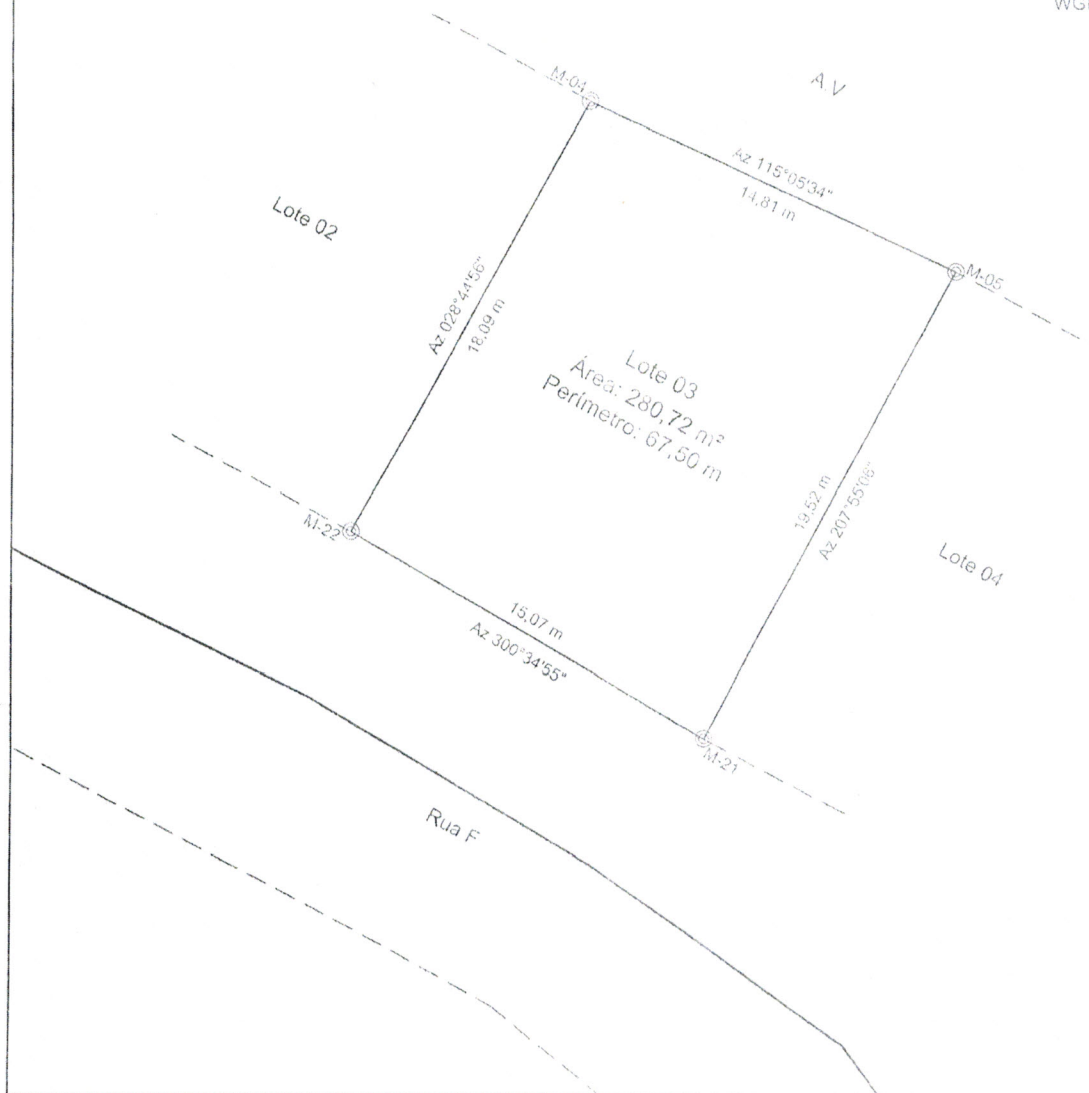 M-04
A.V
Az 115°05'34"
14,81 m
Lote 02
M-05
Az 028°44'56"
18,09 m
Lote 03
Área: 280,72 m²
Perímetro: 67,50 m
19,52 m
Az 207°55'06"
M-22
Lote 04
15,07 m
Az 300°34'55"
M-21
Rua F